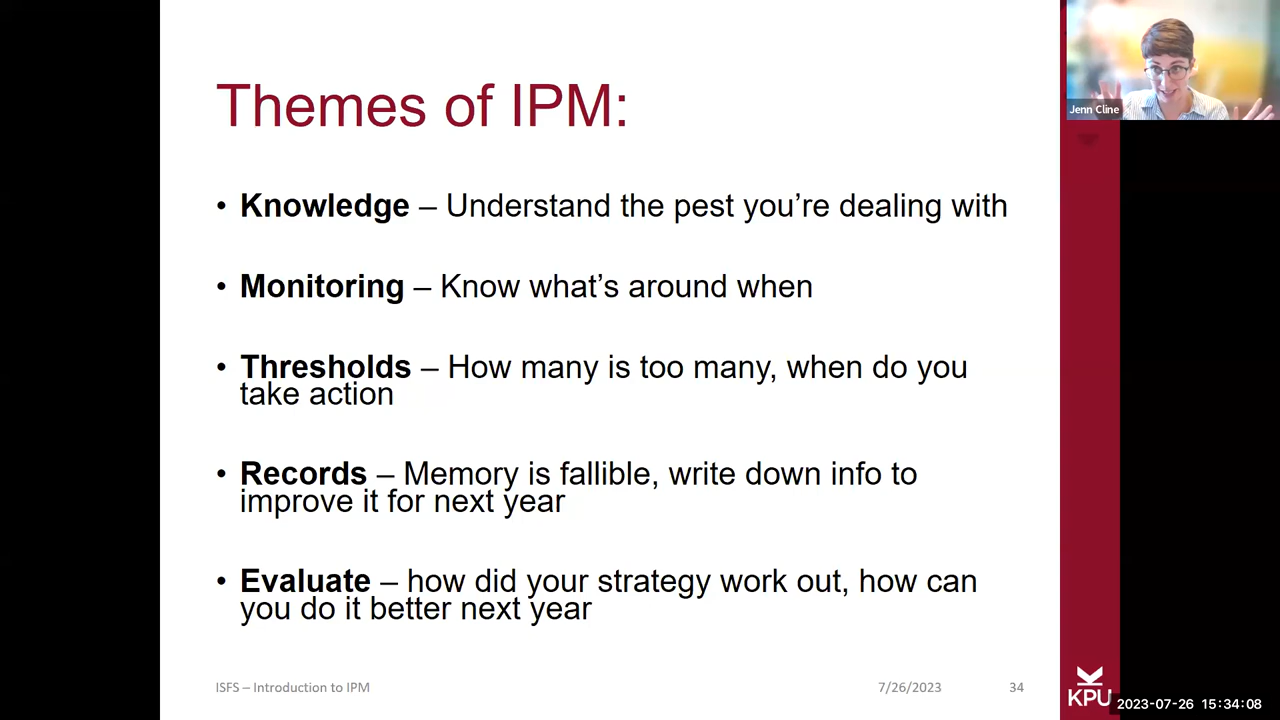 Themes of IPM:
• Knowledge – Understand the pest you’re dealing with
• Monitoring – Know what’s around when
• Thresholds – How many is too many, when do you
take action
• Records – Memory is fallible, write down info to
improve it for next year
• Evaluate – how did your strategy work out, how can
you do it better next year
ISFS – Introduction to IPM
7/26/2023
34
Jenn Cline
KPU
2023-07-26 15:34:08